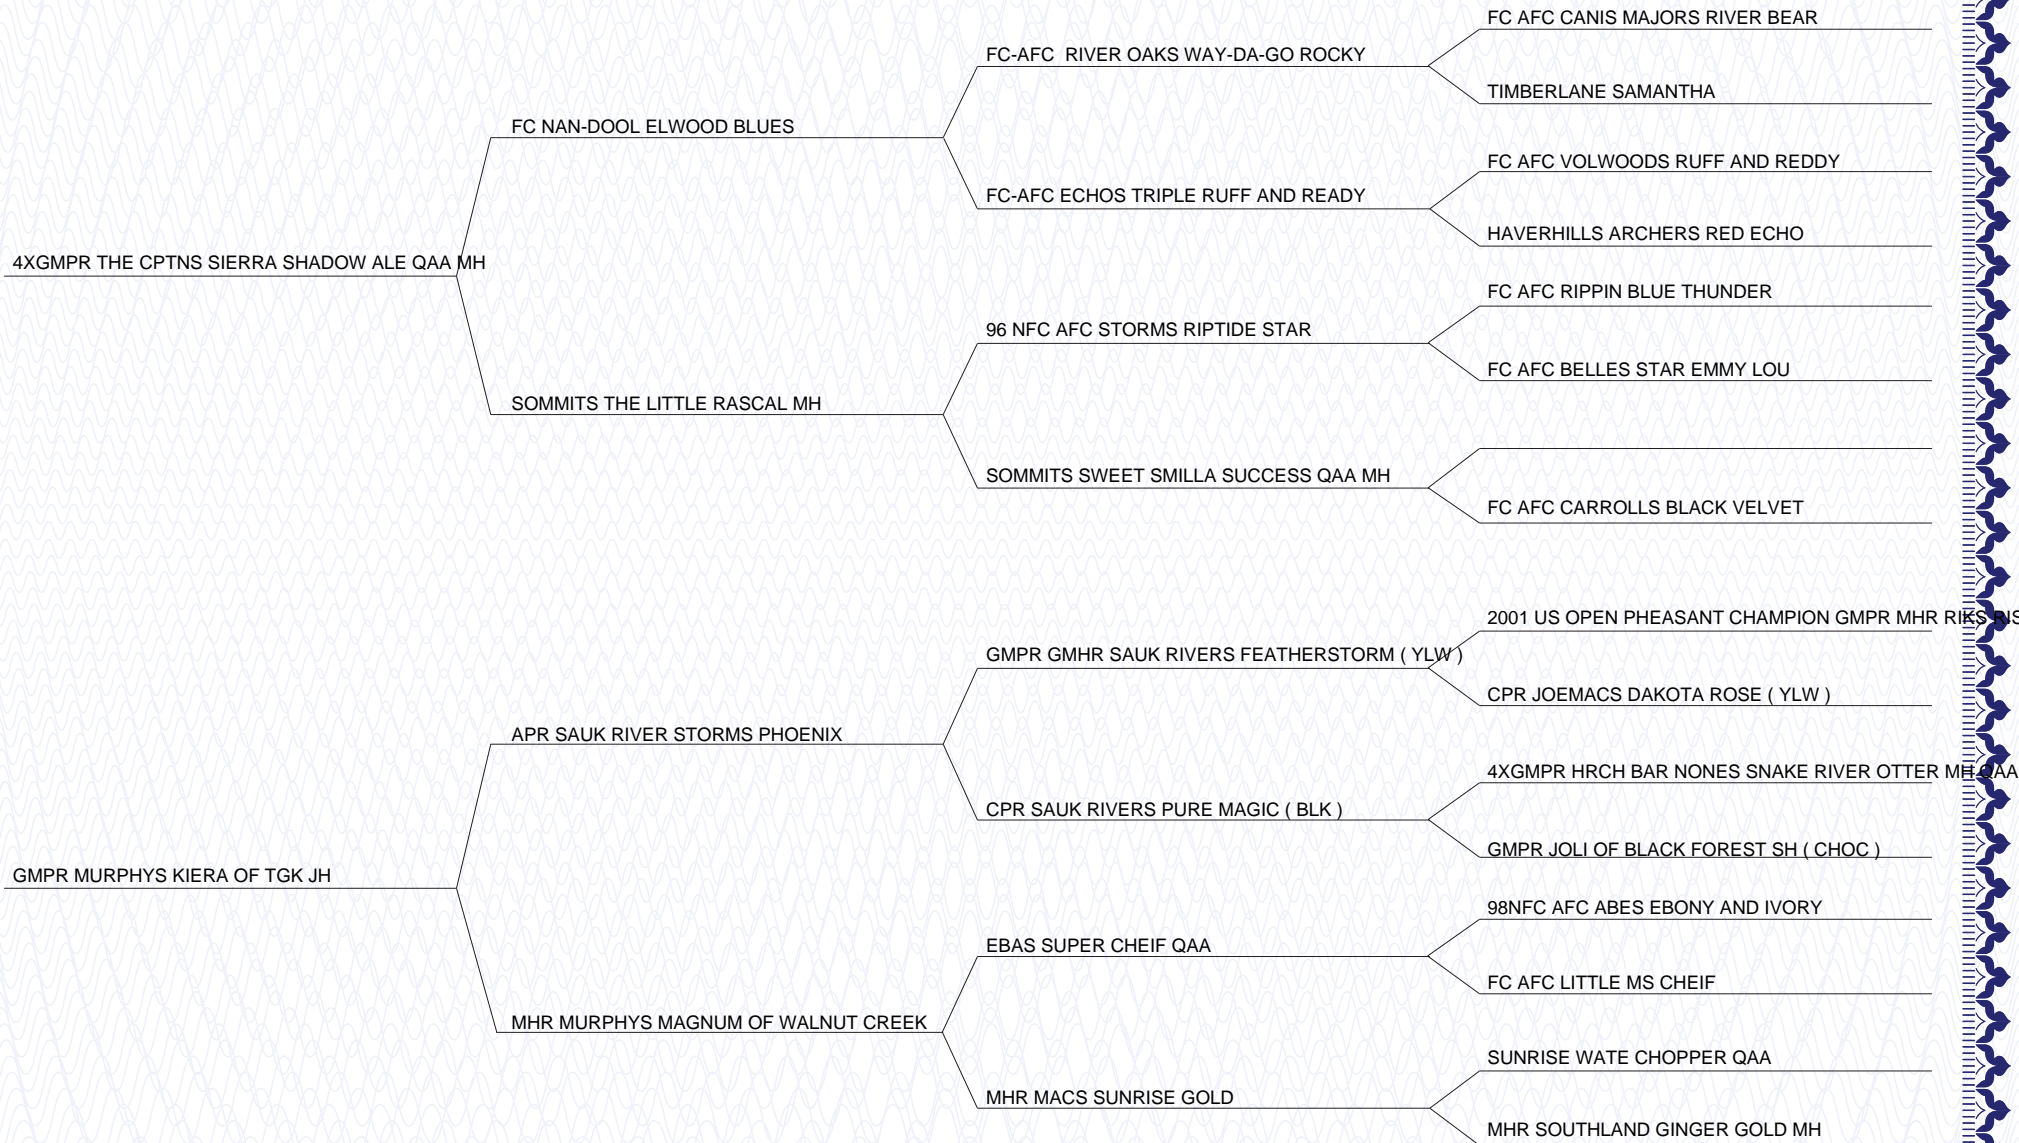 FC AFC CANIS MAJORS RIVER BEAR
FC-AFC RIVER OAKS WAY-DA-GO ROCKY
TIMBERLANE SAMANTHA
FC NAN-DOOL ELWOOD BLUES
FC AFC VOLWOODS RUFF AND REDDY
FC-AFC ECHOS TRIPLE RUFF AND READY
HAVERHILLS ARCHERS RED ECHO
4XGMPR THE CPTNS SIERRA SHADOW ALE QAA MH
FC AFC RIPPIN BLUE THUNDER
96 NFC AFC STORMS RIPTIDE STAR
FC AFC BELLES STAR EMMY LOU
SOMMITS THE LITTLE RASCAL MH
SOMMITS SWEET SMILLA SUCCESS QAA MH
FC AFC CARROLLS BLACK VELVET
2001 US OPEN PHEASANT CHAMPION GMPR MHR RIKS
GMPR GMHR SAUK RIVERS FEATHERSTORM ( YLW )
CPR JOEMACS DAKOTA ROSE ( YLW )
APR SAUK RIVER STORMS PHOENIX
4XGMPR HRCH BAR NONES SNAKE RIVER OTTER MH QAA
CPR SAUK RIVERS PURE MAGIC ( BLK )
GMPR JOLI OF BLACK FOREST SH ( CHOC )
GMPR MURPHYS KIERA OF TGK JH
98NFC AFC ABES EBONY AND IVORY
EBAS SUPER CHEIF QAA
FC AFC LITTLE MS CHEIF
MHR MURPHYS MAGNUM OF WALNUT CREEK
SUNRISE WATE CHOPPER QAA
MHR MACS SUNRISE GOLD
MHR SOUTHLAND GINGER GOLD MH